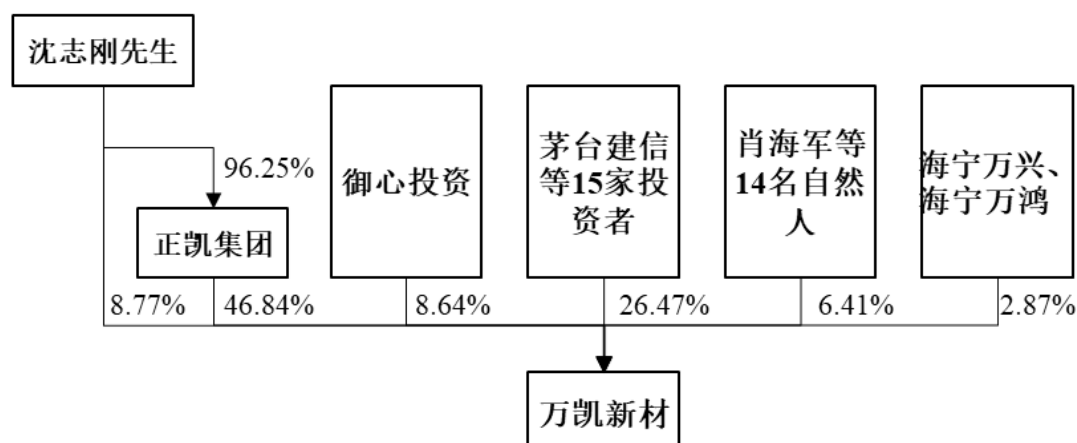 沈志刚先生
96.25%
正凯集团
御心投资
茅台建信
等15家投
资者
肖海军等
14名自然
人
海宁万兴、
海宁万鸿
8.77%
46.84%
8.64%
26.47%
6.41%
2.87%
万凯新材